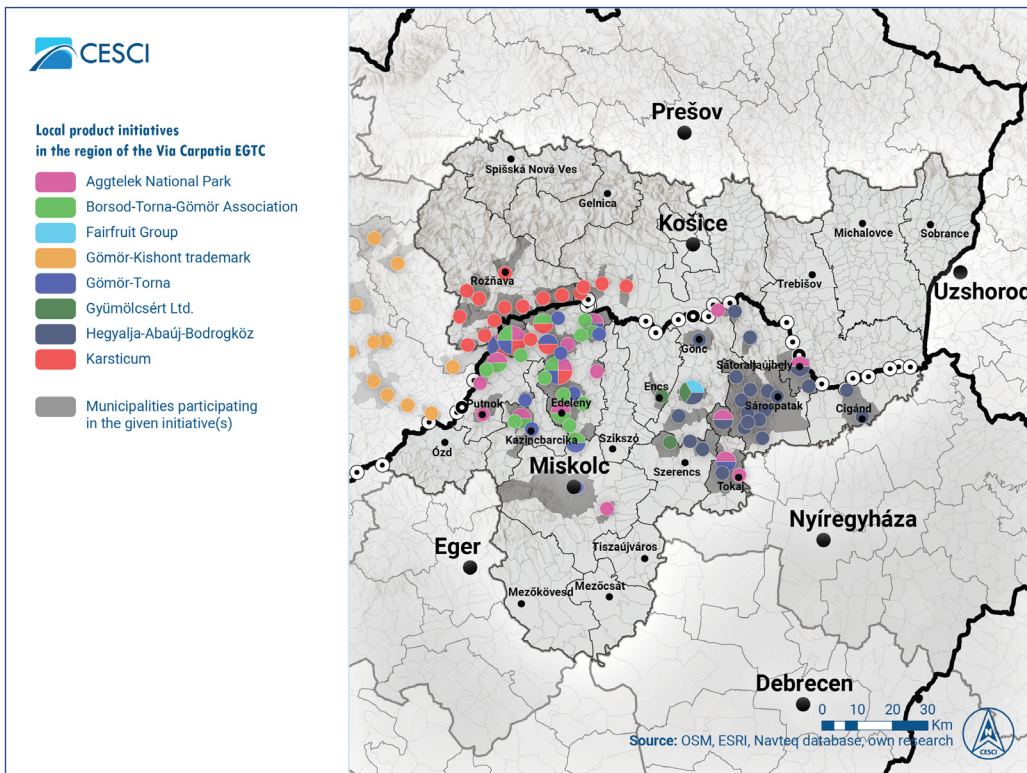 CESCI
Local product initiatives
in the region of the Via Carpatia EGTC
Aggtelek National Park
Borsod-Torna-Gömör Association
Fairfruit Group
Gömör-Kishont trademark
Gömör-Torna
Gyümölcsért Ltd.
Hegyalja-Abaúj-Bodrogköz
Karsticum
Municipalities participating
in the given initiative(s)
Prešov
Spišská Nová Ves
Gelnica
Košice
Michalovce
Sobrance
Rožňava
Trebišov
Uzshorod
Gönc
Sátoraljaújhely
Encs
Sárospatak
Cigánd
Putnok
Edelény
Kazincbarcika
Ózd
Szikszó
Szerencs
Miskolc
Tokaj
Nyíregyháza
Eger
Tiszaújváros
Mezőkövesd
Mezőcsát
Debrecen
0 10 20 30
Km
Source: OSM, ESRI, Navteq database, own research
N
CESCI